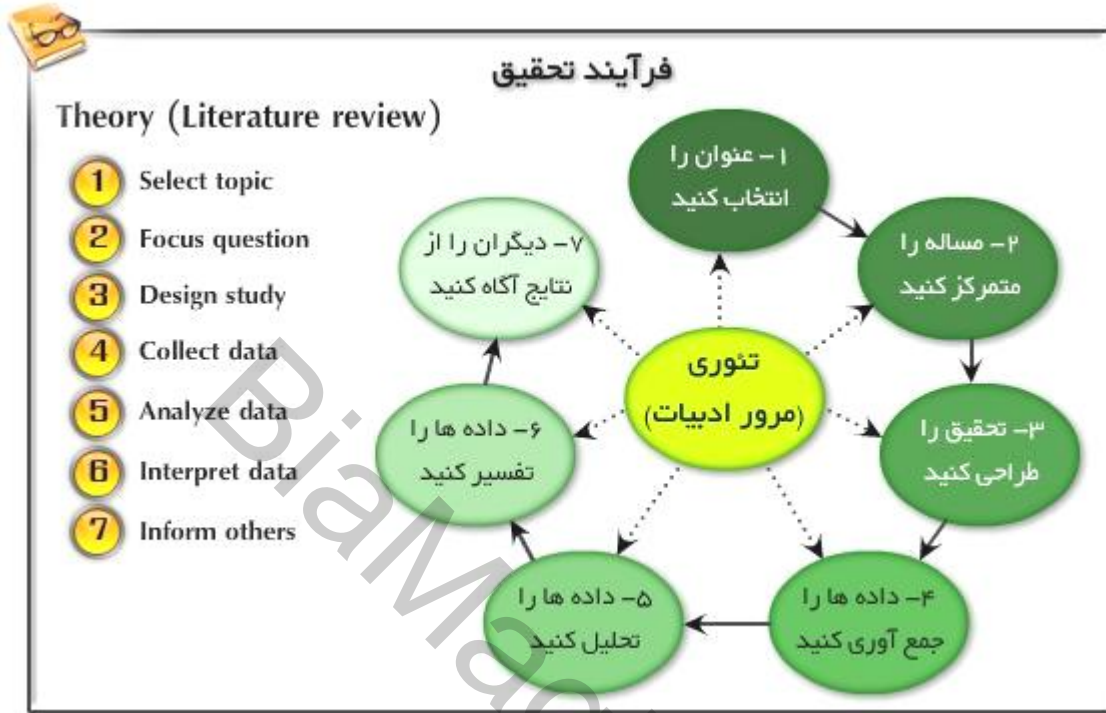 فرآیند تحقیق
Theory (Literature review)
1 Select topic
2 Focus question
3 Design study
4 Collect data
5 Analyze data
6 Interpret data
7 Inform others
۱- عنوان را
انتخاب کنید
۲- مساله را
متمرکز کنید
۳- تحقیق را
طراحی کنید
۴- داده ها را
جمع آوری کنید
۵- داده ها را
تحلیل کنید
۶- داده ها را
تفسیر کنید
۷- دیگران را از
نتایج آگاه کنید
تئوری
(مرور ادبیات)